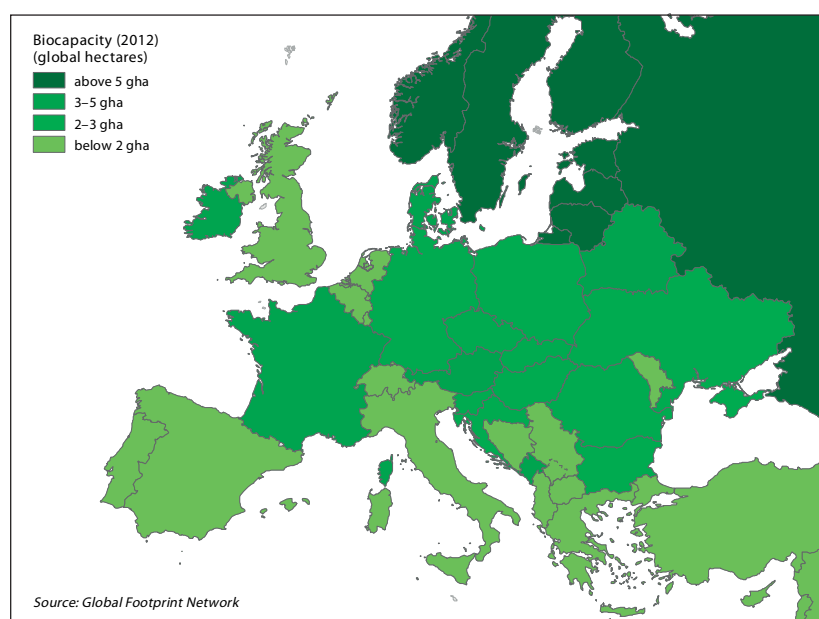 Biocapacity (2012)
(global hectares)
above 5 gha
3–5 gha
2–3 gha
below 2 gha
Source: Global Footprint Network